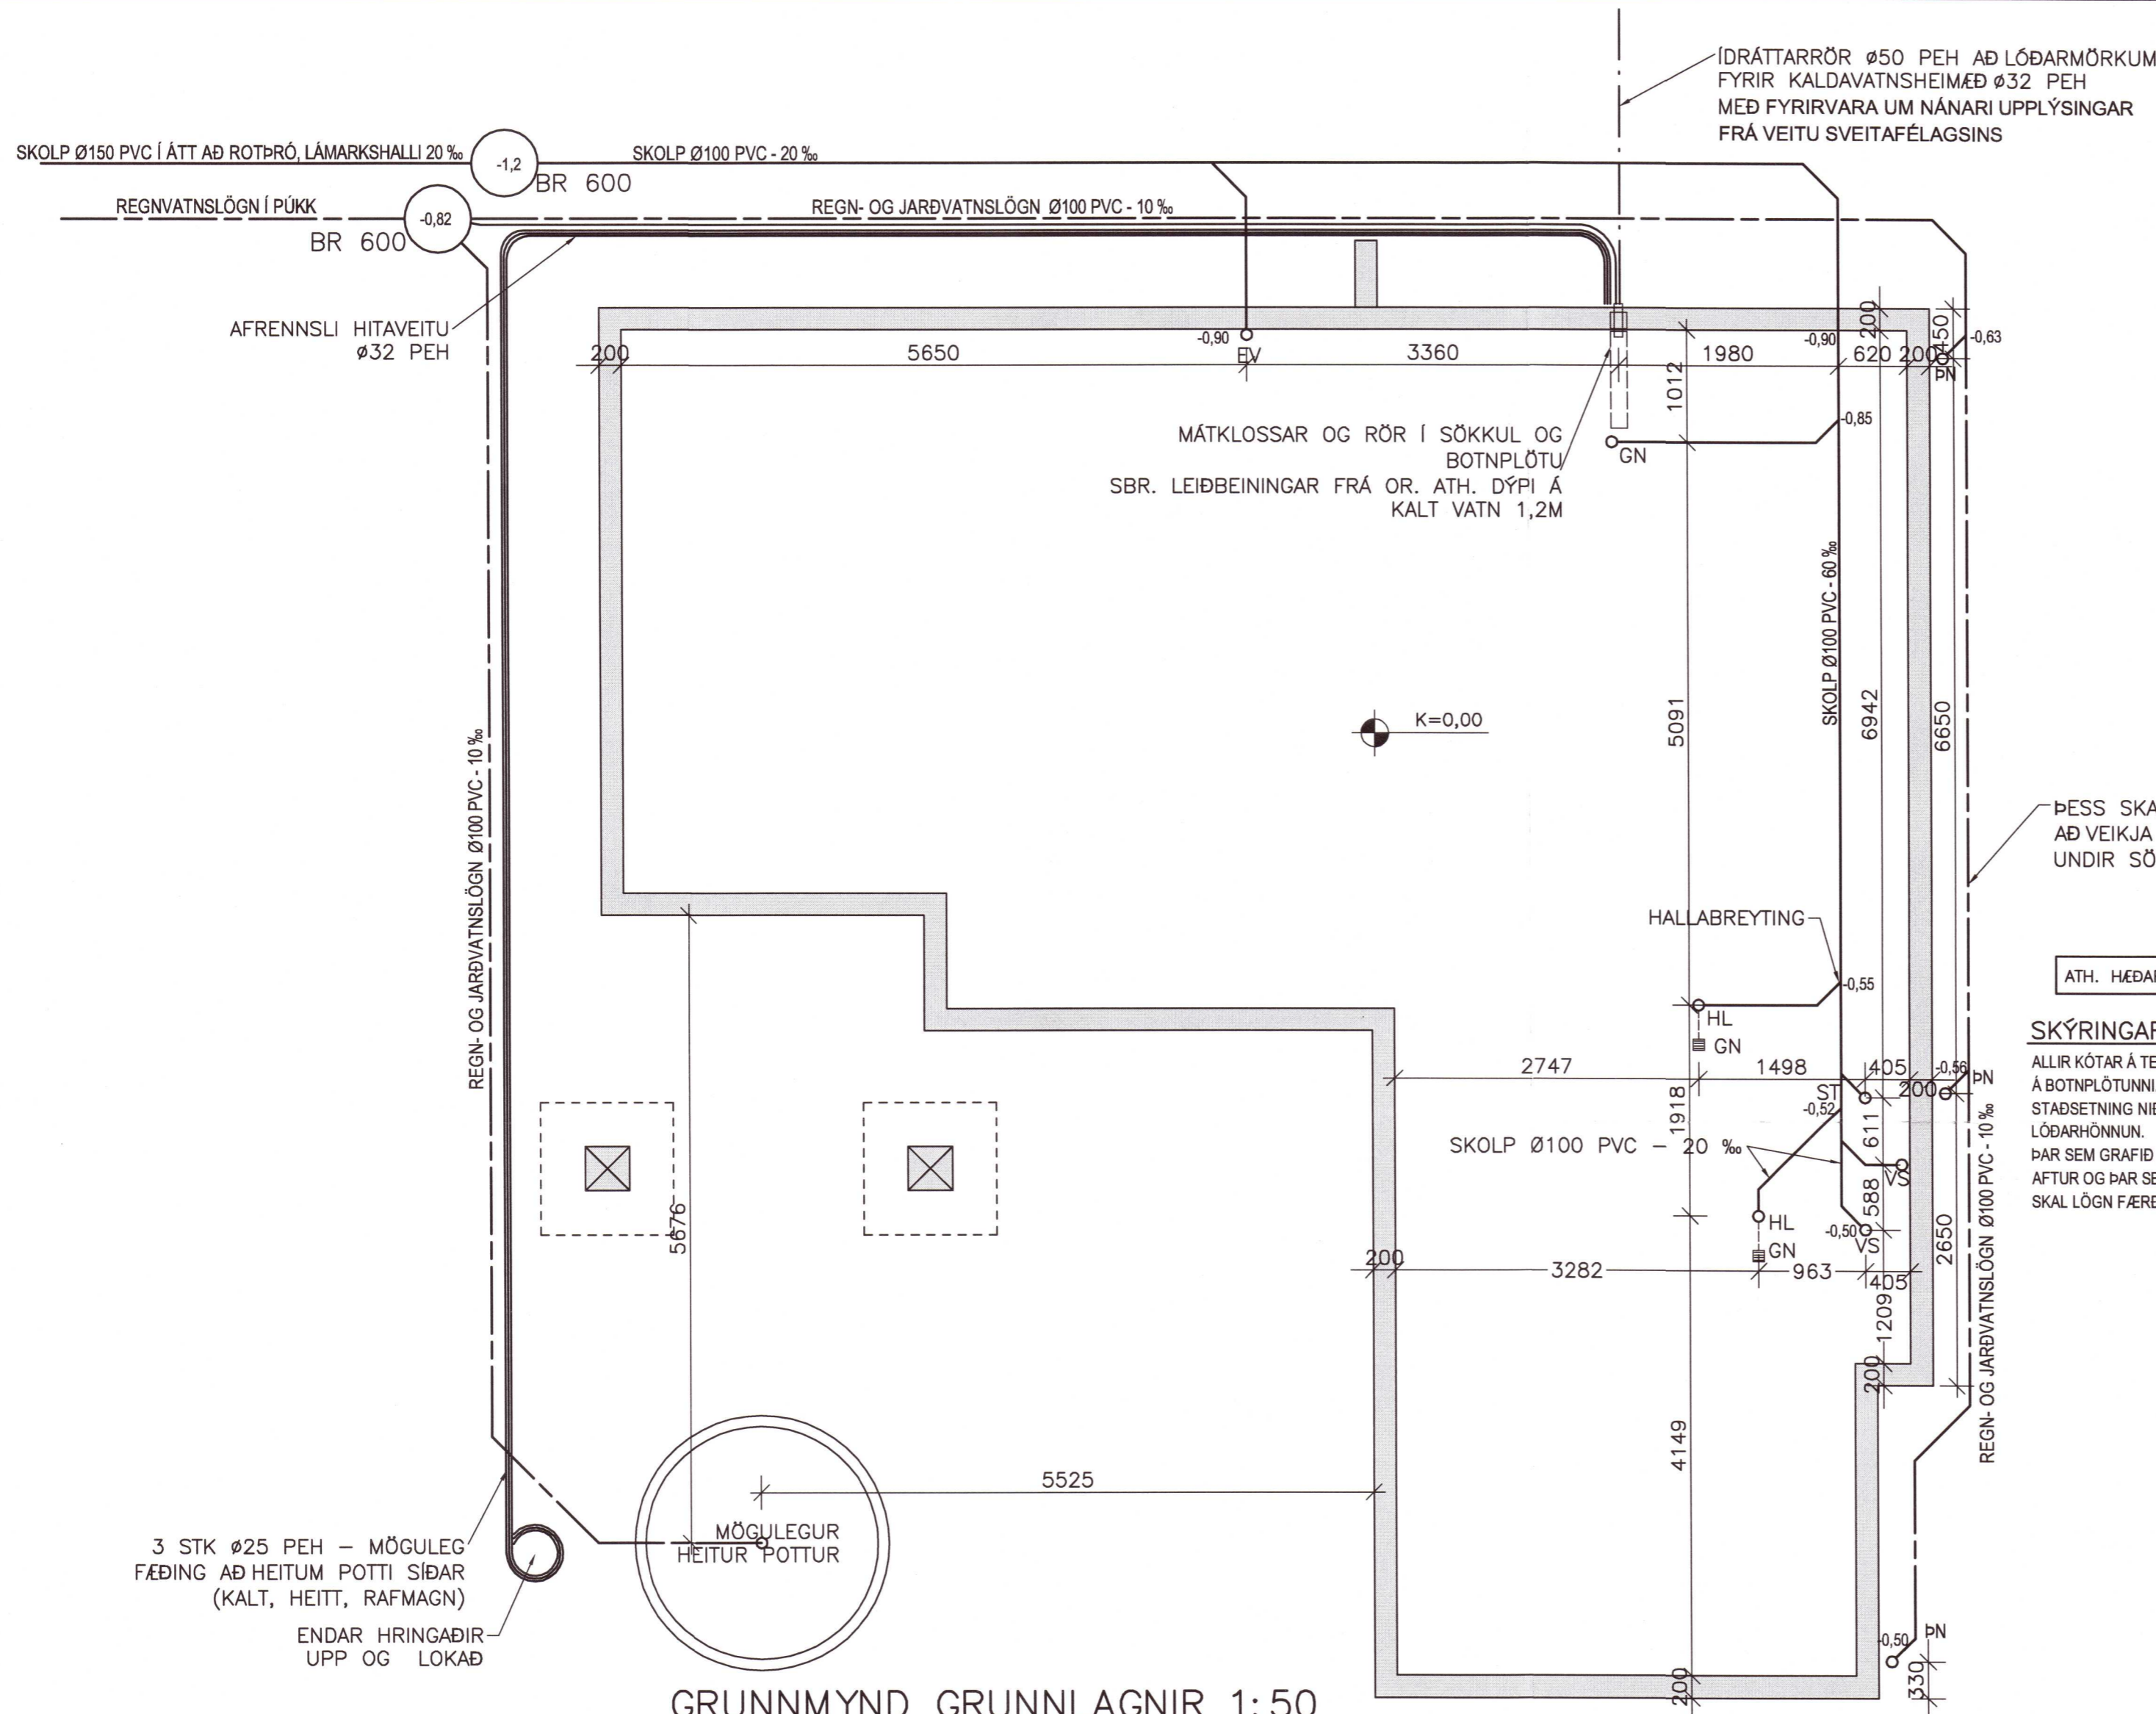 ÍDRÁTTARRÖR ø50 PEH AÐ LÓÐARMÖRKUM
FYRIR KALDAVATNSHEIMÆÐ ø32 PEH
MEÐ FYRIRVARA UM NÁNARI UPPLÝSINGAR
FRÁ VEITU SVEITAFÉLAGSINS
SKOLP Ø150 PVC Í ÁTT AÐ ROTÞRÓ, LÁMARKSHALLI 20 ‰
-1,2
SKOLP Ø100 PVC - 20 ‰
BR 600
REGNVATNSLÖGN Í PÚKK
-0,82
REGN- OG JARÐVATNSLÖGN Ø100 PVC - 10 ‰
BR 600
AFRENNSLI HITAVEITU
ø32 PEH
200
5650
-0,90
EV
3360
1980
-0,90
620
200
200
450
-0,63
ÞN
1012
-0,85
GN
MÁTKLOSSAR OG RÖR Í SÖKKUL OG
BOTNPLÖTU
SBR. LEIÐBEININGAR FRÁ OR. ATH. DÝPI Á
KALT VATN 1,2M
SKOLP Ø100 PVC - 60 ‰
K=0,00
5091
6942
6650
REGN- OG JARÐVATNSLÖGN Ø100 PVC - 10 ‰
ÞESS SKA
AÐ VEIKJA
UNDIR SÖ
HALLABREYTING
-0,55
ATH. HÆÐA
HL
GN
SKÝRINGAR
ALLIR KÓTAR Á TE
Á BOTNPLÖTUNNI
STAÐSETNING NIÐ
LÓÐARHÖNNUN.
ÞAR SEM GRAFIÐ
AFTUR OG ÞAR SE
SKAL LÖGN FÆRÐ
2747
1498
405
-0,56
ÞN
200
ST
-0,52
1918
611
SKOLP Ø100 PVC - 20 ‰
VS
588
HL
-0,50
VS
GN
5676
200
3282
963
405
2650
1209
200
REGN- OG JARÐVATNSLÖGN Ø100 PVC - 10 ‰
4149
5525
MÖGULEGUR
HEITUR POTTUR
3 STK ø25 PEH - MÖGULEG
FÆÐING AÐ HEITUM POTTI SÍÐAR
(KALT, HEITT, RAFMAGN)
ENDAR HRINGAÐIR
UPP OG LOKAÐ
-0,50
ÞN
330
200
GRUNNMYND GRUNNLAGNIR 1:50